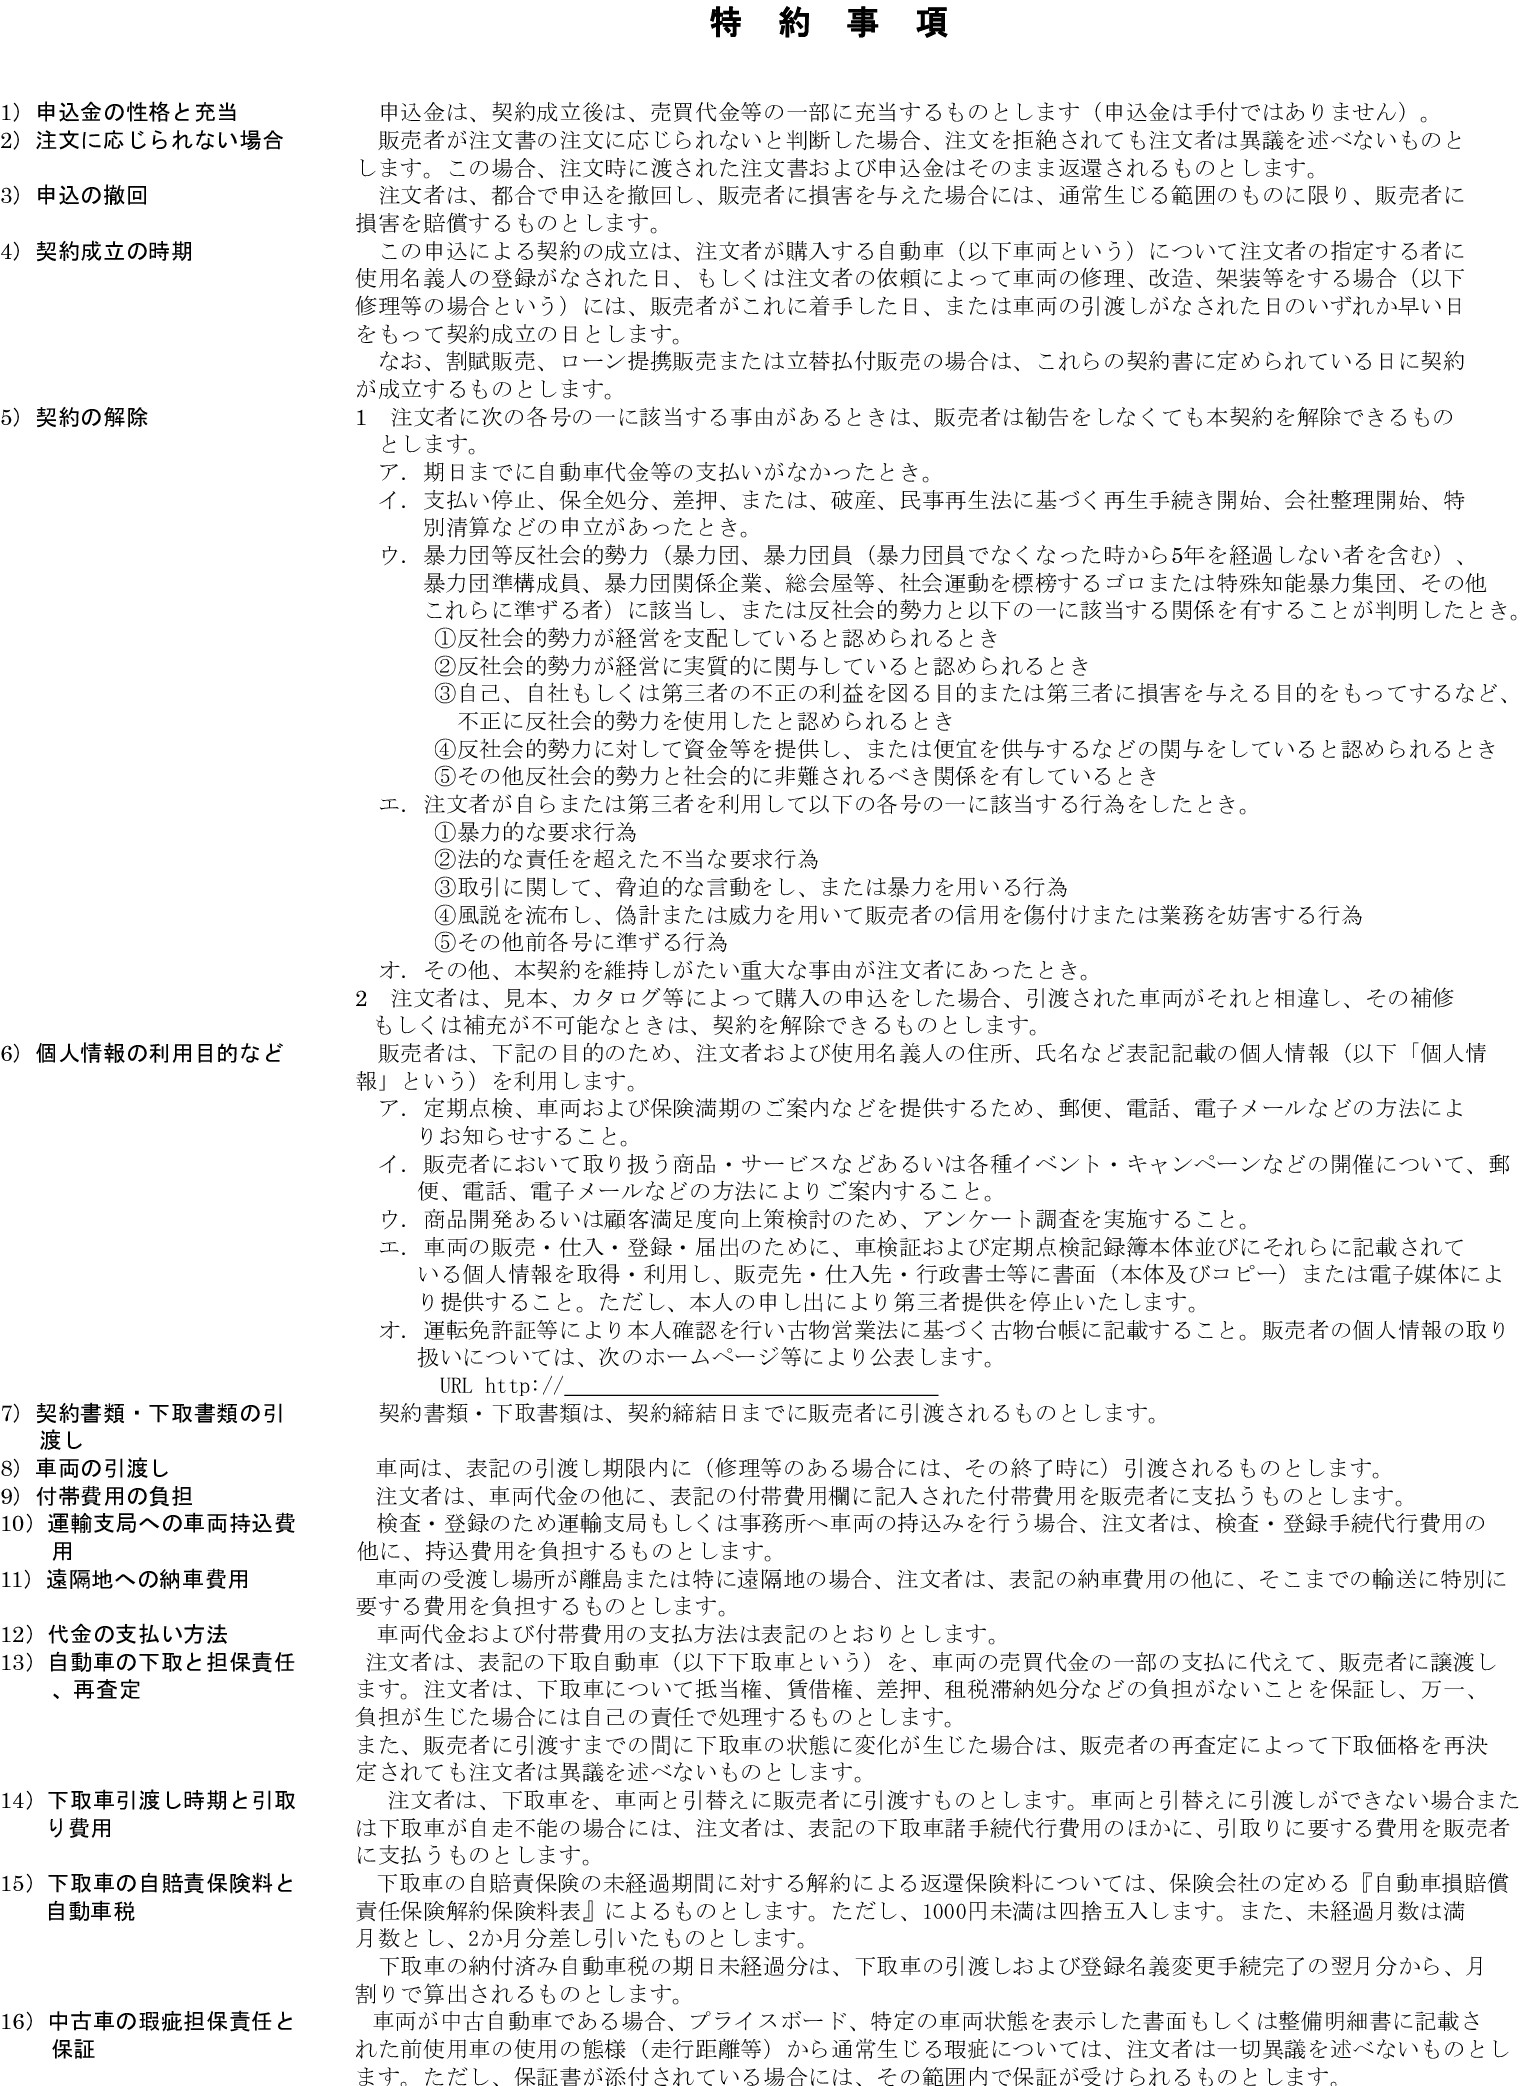 特 約 事 項
1）申込金の性格と充当　申込金は、契約成立後は、売買代金等の一部に充当するものとします（申込金は手付ではありません）。
2）注文に応じられない場合　販売者が注文書の注文に応じられないと判断した場合、注文を拒絶されても注文者は異議を述べないものと
します。この場合、注文時に渡された注文書および申込金はそのまま返還されるものとします。
3）申込の撤回　注文者は、都合で申込を撤回し、販売者に損害を与えた場合には、通常生じる範囲のものに限り、販売者に
損害を賠償するものとします。
4）契約成立の時期　この申込による契約の成立は、注文者が購入する自動車（以下車両という）について注文者の指定する者に
使用名義人の登録がなされた日、もしくは注文者の依頼によって車両の修理、改造、架装等をする場合（以下
修理等の場合という）には、販売者がこれに着手した日、または車両の引渡しがなされた日のいずれか早い日
をもって契約成立の日とします。
なお、割賦販売、ローン提携販売または立替払付販売の場合は、これらの契約書に定められている日に契約
が成立するものとします。
5）契約の解除　1　注文者に次の各号の一に該当する事由があるときは、販売者は勧告をしなくても本契約を解除できるもの
とします。
ア．期日までに自動車代金等の支払いがなかったとき。
イ．支払い停止、保全処分、差押、または、破産、民事再生法に基づく再生手続き開始、会社整理開始、特
別清算などの申立があったとき。
ウ．暴力団等反社会的勢力（暴力団、暴力団員（暴力団員でなくなった時から5年を経過しない者を含む）、
暴力団準構成員、暴力団関係企業、総会屋等、社会運動を標榜するゴロまたは特殊知能暴力集団、その他
これらに準ずる者）に該当し、または反社会的勢力と以下の一に該当する関係を有することが判明したとき。
①反社会的勢力が経営を支配していると認められるとき
②反社会的勢力が経営に実質的に関与していると認められるとき
③自己、自社もしくは第三者の不正の利益を図る目的または第三者に損害を与える目的をもってするなど、
不正に反社会的勢力を使用したと認められるとき
④反社会的勢力に対して資金等を提供し、または便宜を供与するなどの関与をしていると認められるとき
⑤その他反社会的勢力と社会的に非難されるべき関係を有しているとき
エ．注文者が自らまたは第三者を利用して以下の各号の一に該当する行為をしたとき。
①暴力的な要求行為
②法的な責任を超えた不当な要求行為
③取引に関して、脅迫的な言動をし、または暴力を用いる行為
④風説を流布し、偽計または威力を用いて販売者の信用を傷付けまたは業務を妨害する行為
⑤その他前各号に準ずる行為
オ．その他、本契約を維持しがたい重大な事由が注文者にあったとき。
2　注文者は、見本、カタログ等によって購入の申込をした場合、引渡された車両がそれと相違し、その補修
もしくは補充が不可能なときは、契約を解除できるものとします。
6）個人情報の利用目的など　販売者は、下記の目的のため、注文者および使用名義人の住所、氏名など表記記載の個人情報（以下「個人情
報」という）を利用します。
ア．定期点検、車両および保険満期のご案内などを提供するため、郵便、電話、電子メールなどの方法によ
りお知らせすること。
イ．販売者において取り扱う商品・サービスなどあるいは各種イベント・キャンペーンなどの開催について、郵
便、電話、電子メールなどの方法によりご案内すること。
ウ．商品開発あるいは顧客満足度向上策検討のため、アンケート調査を実施すること。
エ．車両の販売・仕入・登録・届出のために、車検証および定期点検記録簿本体並びにそれらに記載されて
いる個人情報を取得・利用し、販売先・仕入先・行政書士等に書面（本体及びコピー）または電子媒体によ
り提供すること。ただし、本人の申し出により第三者提供を停止いたします。
オ．運転免許証等により本人確認を行い古物営業法に基づく古物台帳に記載すること。販売者の個人情報の取り
扱いについては、次のホームページ等により公表します。
URL http://
7）契約書類・下取書類の引　契約書類・下取書類は、契約締結日までに販売者に引渡されるものとします。
渡し
8）車両の引渡し　車両は、表記の引渡し期限内に（修理等のある場合には、その終了時に）引渡されるものとします。
9）付帯費用の負担　注文者は、車両代金の他に、表記の付帯費用欄に記入された付帯費用を販売者に支払うものとします。
10）運輸支局への車両持込費　検査・登録のため運輸支局もしくは事務所へ車両の持込みを行う場合、注文者は、検査・登録手続代行費用の
用　他に、持込費用を負担するものとします。
11）遠隔地への納車費用　車両の受渡し場所が離島または特に遠隔地の場合、注文者は、表記の納車費用の他に、そこまでの輸送に特別に
要する費用を負担するものとします。
12）代金の支払い方法　車両代金および付帯費用の支払方法は表記のとおりとします。
13）自動車の下取と担保責任　注文者は、表記の下取自動車（以下下取車という）を、車両の売買代金の一部の支払に代えて、販売者に譲渡し
、再査定　ます。注文者は、下取車について抵当権、賃借権、差押、租税滞納処分などの負担がないことを保証し、万一、
負担が生じた場合には自己の責任で処理するものとします。
また、販売者に引渡すまでの間に下取車の状態に変化が生じた場合は、販売者の再査定によって下取価格を再決
定されても注文者は異議を述べないものとします。
14）下取車引渡し時期と引取　注文者は、下取車を、車両と引替えに販売者に引渡すものとします。車両と引替えに引渡しができない場合また
り費用　は下取車が自走不能の場合には、注文者は、表記の下取車諸手続代行費用のほかに、引取りに要する費用を販売者
に支払うものとします。
15）下取車の自賠責保険料と　下取車の自賠責保険の未経過期間に対する解約による返還保険料については、保険会社の定める『自動車損賠償
自動車税　責任保険解約保険料表』によるものとします。ただし、1000円未満は四捨五入します。また、未経過月数は満
月数とし、2か月分差し引いたものとします。
下取車の納付済み自動車税の期日未経過分は、下取車の引渡しおよび登録名義変更手続完了の翌月分から、月
割りで算出されるものとします。
16）中古車の瑕疵担保責任と　車両が中古自動車である場合、プライスボード、特定の車両状態を表示した書面もしくは整備明細書に記載さ
保証　れた前使用車の使用の態様（走行距離等）から通常生じる瑕疵については、注文者は一切異議を述べないものとし
ます。ただし、保証書が添付されている場合には、その範囲内で保証が受けられるものとします。